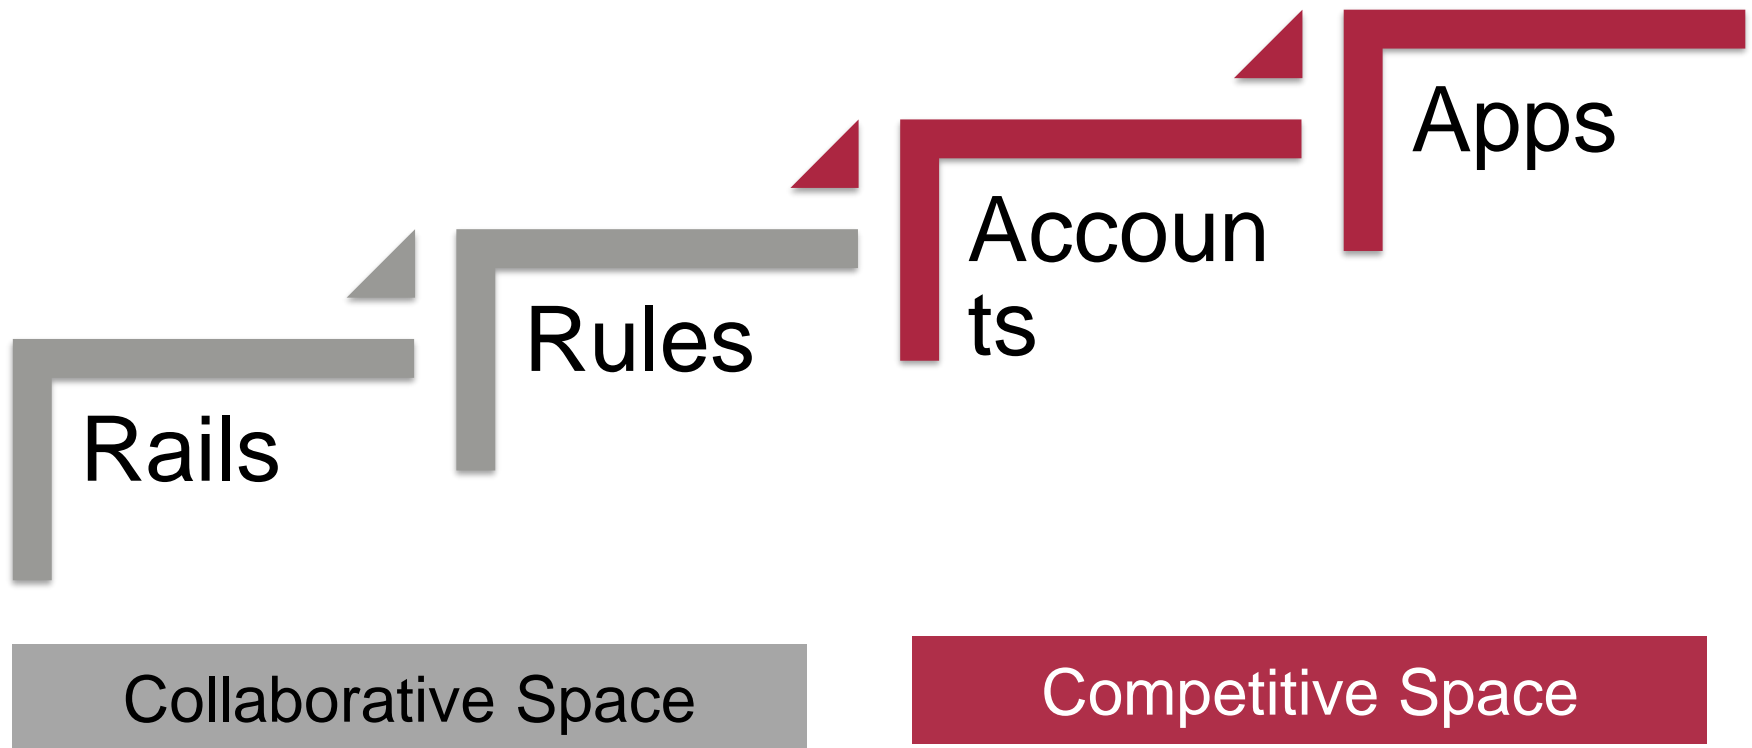 Rails
Rules
Accoun
ts
Apps
Collaborative Space
Competitive Space